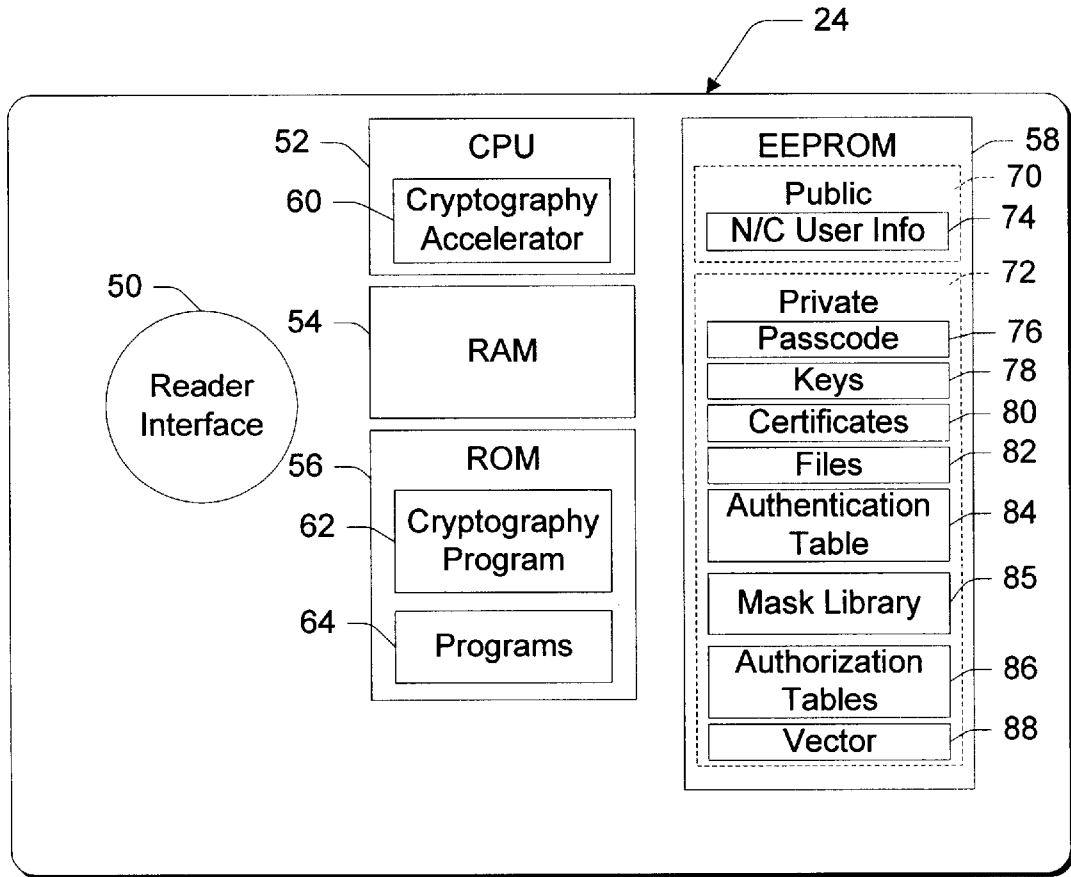 24
50
Reader
Interface
52
CPU
60
Cryptography
Accelerator
54
RAM
56
ROM
62
Cryptography
Program
64
Programs
EEPROM
58
Public
70
N/C User Info
74
72
Private
Passcode
76
Keys
78
Certificates
80
Files
82
Authentication
Table
84
Mask Library
85
Authorization
Tables
86
Vector
88